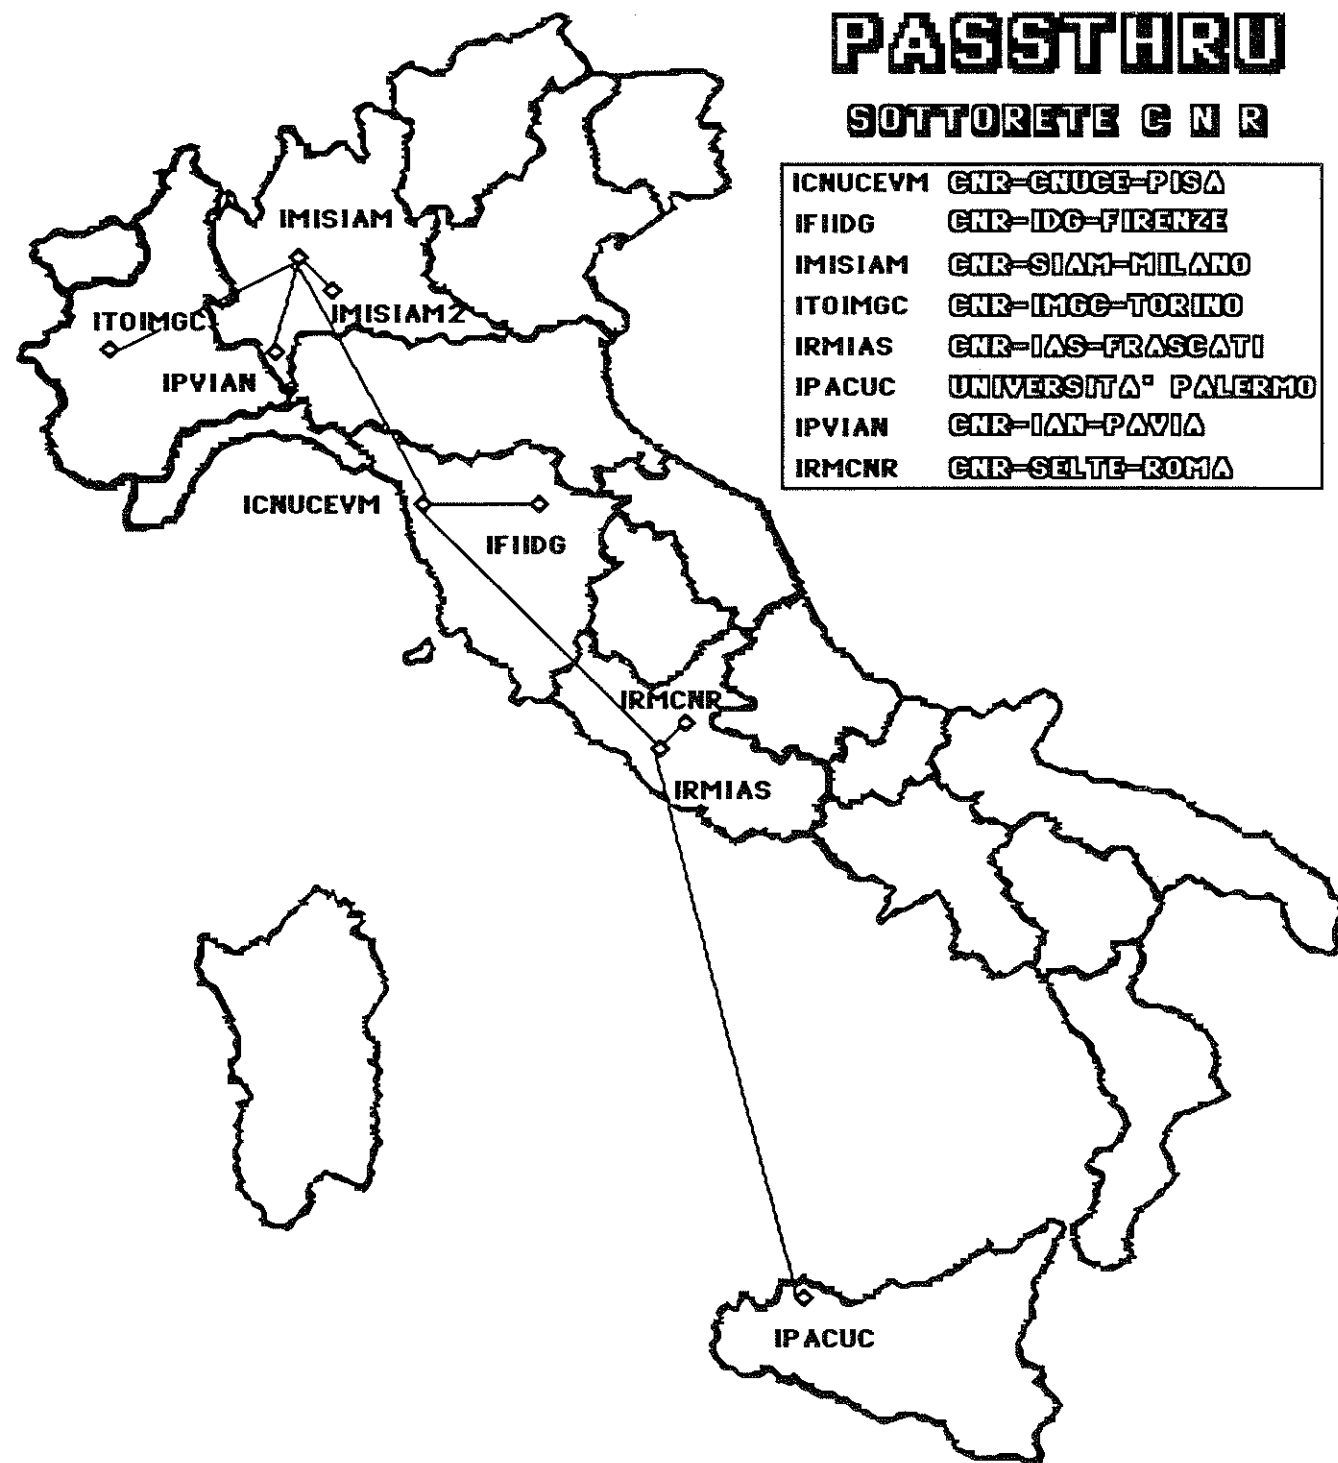 PASSTHRU
SOTTORETE C N R
ICNUCEVM CNR-CNUCE-PISA
IFIIDG CNR-IDG-FIRENZE
IMISIAM CNR-SIAM-MILANO
ITOIMGC CNR-IMGC-TORINO
IRMIAS CNR-IAS-FRASCATI
IPACUC UNIVERSITA' PALERMO
IPVIAN CNR-IAN-PAVIA
IRMCNR CNR-SELTE-ROMA
IMISIAM
IMISIAM2
ITOIMGC
IPVIAN
ICNUCEVM
IFIIDG
IRMCNR
IRMIAS
IPACUC